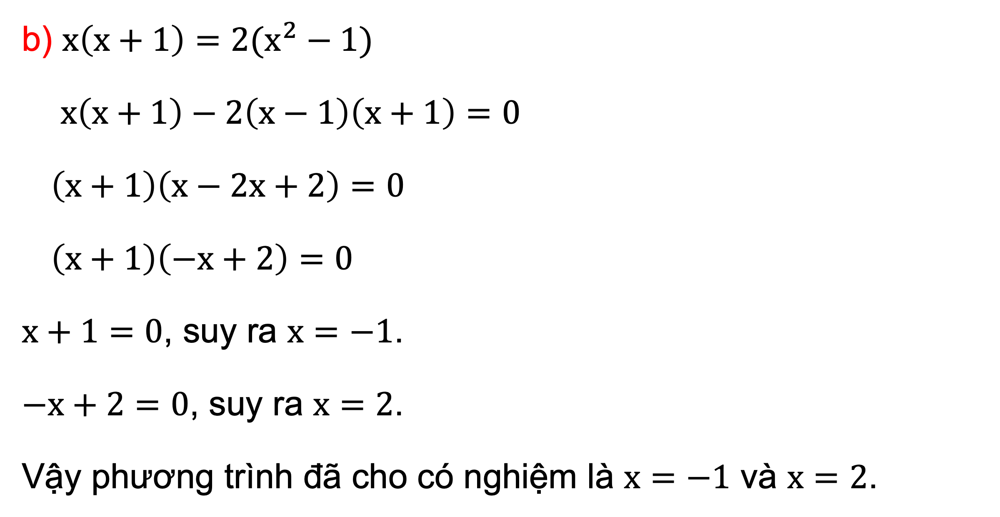 b) x(x + 1) = 2(x² − 1)
x(x + 1) − 2(x − 1)(x + 1) = 0
(x + 1)(x − 2x + 2) = 0
(x + 1)(−x + 2) = 0
x + 1 = 0, suy ra x = −1.
−x + 2 = 0, suy ra x = 2.
Vậy phương trình đã cho có nghiệm là x = −1 và x = 2.